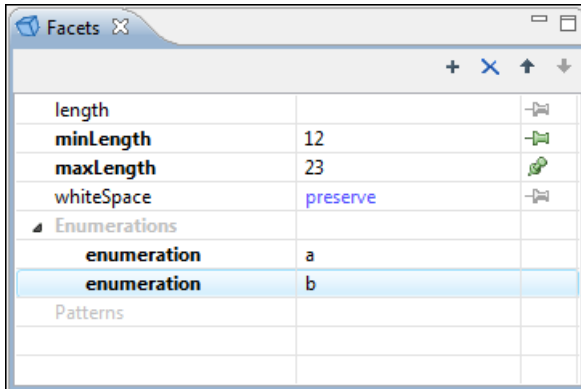 Facets
length
minLength 12
maxLength 23
whiteSpace preserve
Enumerations
enumeration a
enumeration b
Patterns